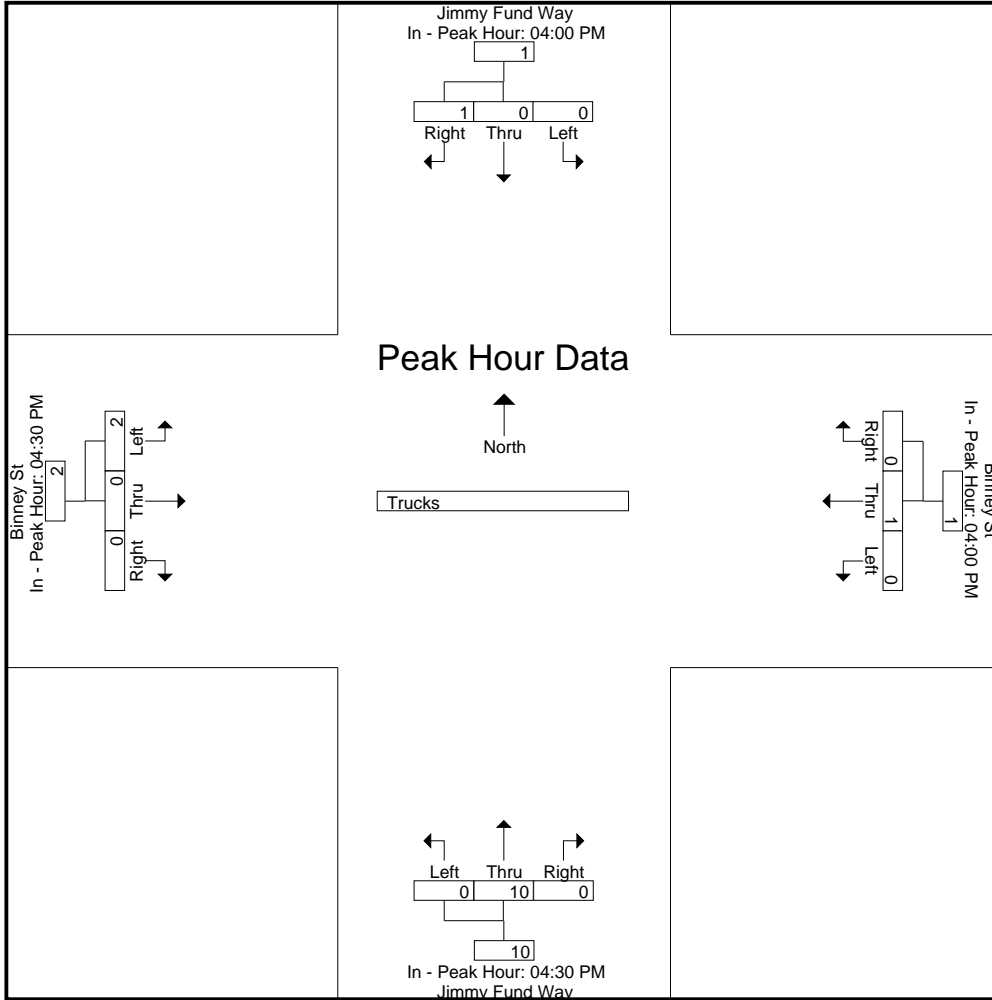 Jimmy Fund Way
In - Peak Hour: 04:00 PM
1
1 0 0
Right Thru Left
Peak Hour Data
North
Trucks
Binney St
In - Peak Hour: 04:30 PM
2
2 0 0
Left Thru Right
Right Thru Left
0 1 0
1
In - Peak Hour: 04:00 PM
Binney St
Left Thru Right
0 10 0
10
In - Peak Hour: 04:30 PM
Jimmy Fund Way